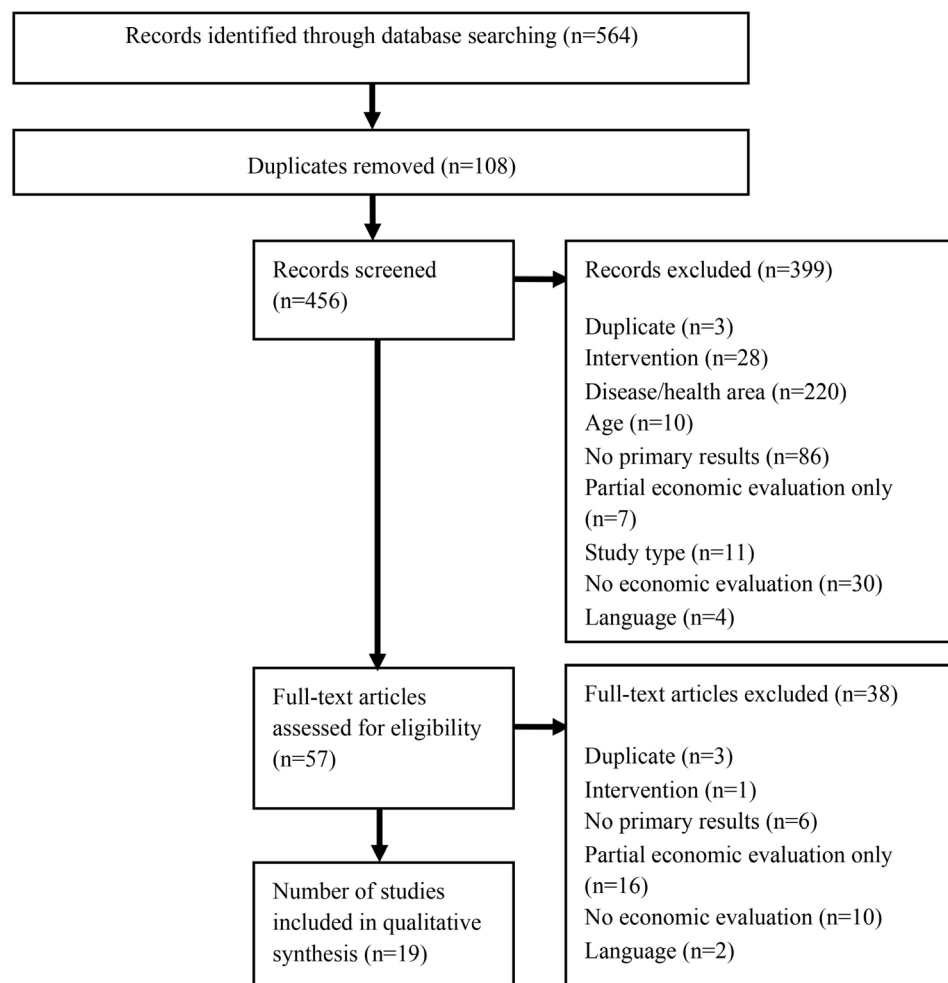 Records identified through database searching (n=564)
Duplicates removed (n=108)
Records screened
(n=456)
Records excluded (n=399)
Duplicate (n=3)
Intervention (n=28)
Disease/health area (n=220)
Age (n=10)
No primary results (n=86)
Partial economic evaluation only
(n=7)
Study type (n=11)
No economic evaluation (n=30)
Language (n=4)
Full-text articles
assessed for eligibility
(n=57)
Full-text articles excluded (n=38)
Duplicate (n=3)
Intervention (n=1)
No primary results (n=6)
Partial economic evaluation only
(n=16)
No economic evaluation (n=10)
Language (n=2)
Number of studies
included in qualitative
synthesis (n=19)